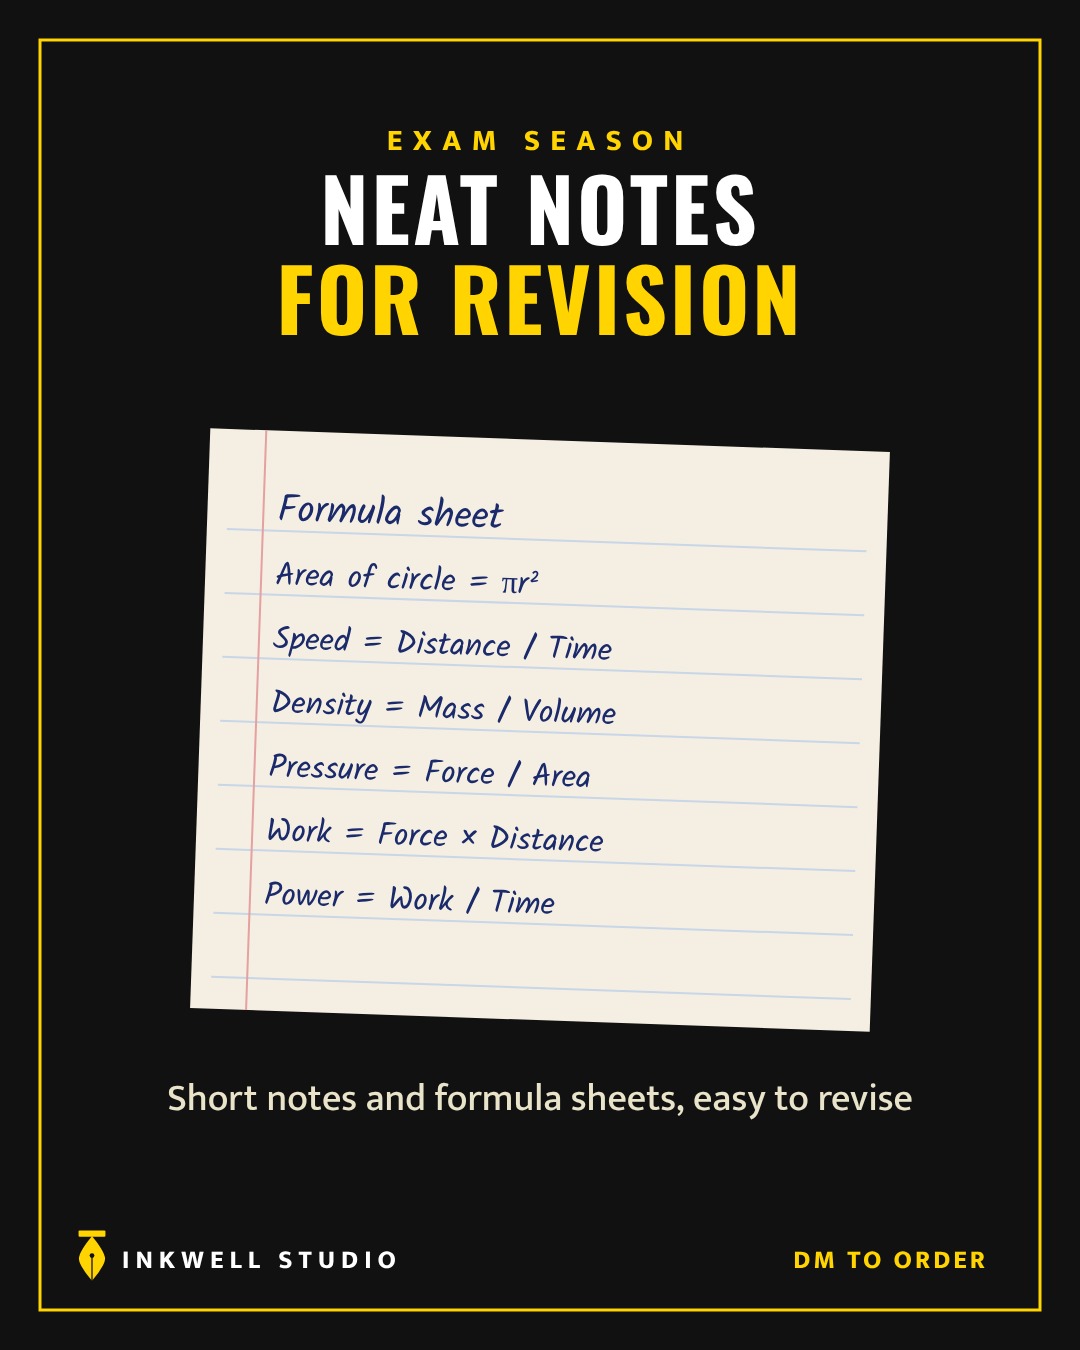 EXAM SEASON
NEAT NOTES
FOR REVISION
Formula sheet
Area of circle = πr²
Speed = Distance / Time
Density = Mass / Volume
Pressure = Force / Area
Work = Force × Distance
Power = Work / Time
Short notes and formula sheets, easy to revise
INKWELL STUDIO
DM TO ORDER